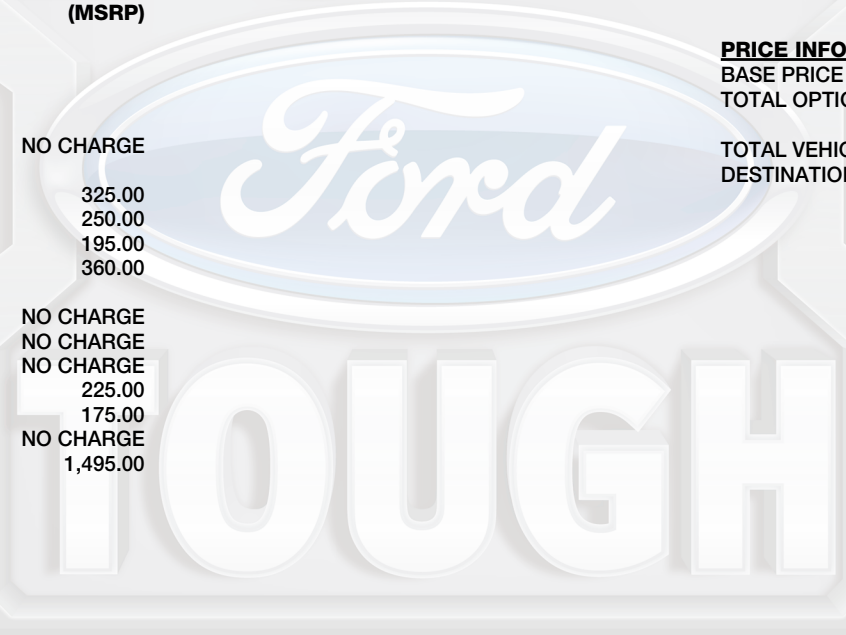 (MSRP)
NO CHARGE
325.00
250.00
195.00
360.00
NO CHARGE
NO CHARGE
NO CHARGE
225.00
175.00
NO CHARGE
1,495.00
PRICE INFO
BASE PRICE
TOTAL OPTIO
TOTAL VEHIC
DESTINATION
Ford
TOUGH